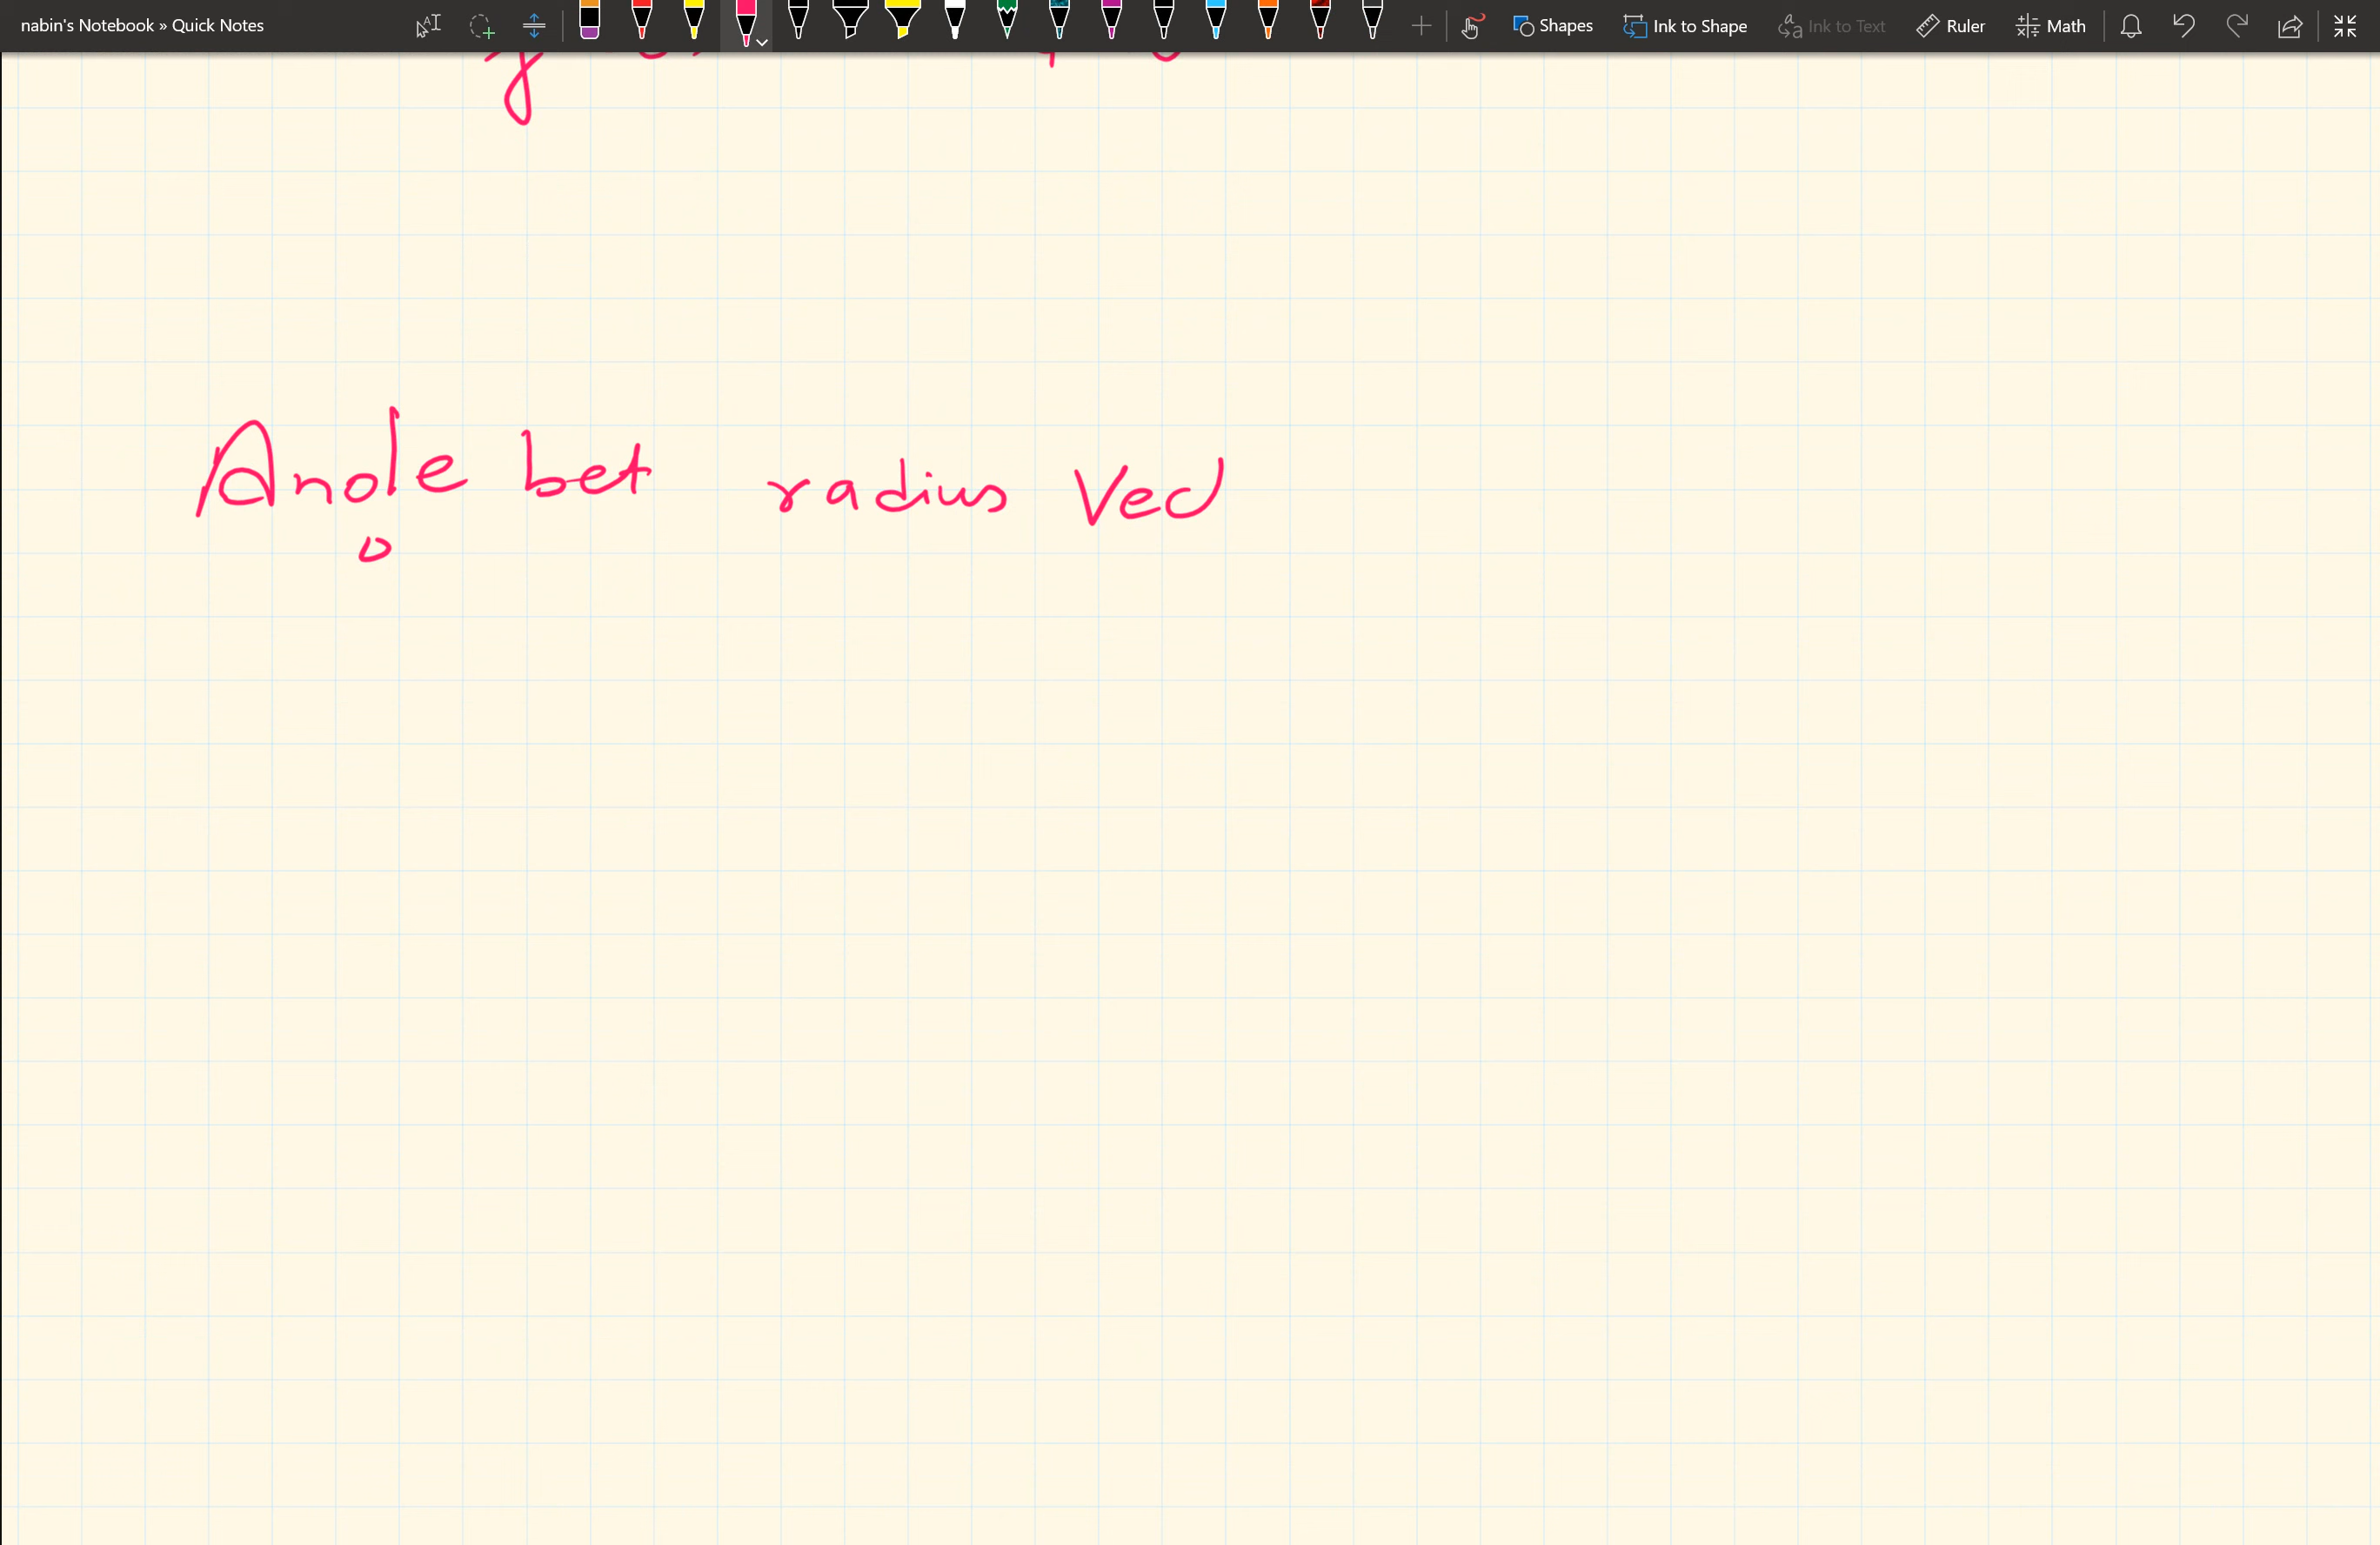 nabin's Notebook » Quick Notes Shapes Ink to Shape Ink to Text Ruler Math
Angle bet radius Vec